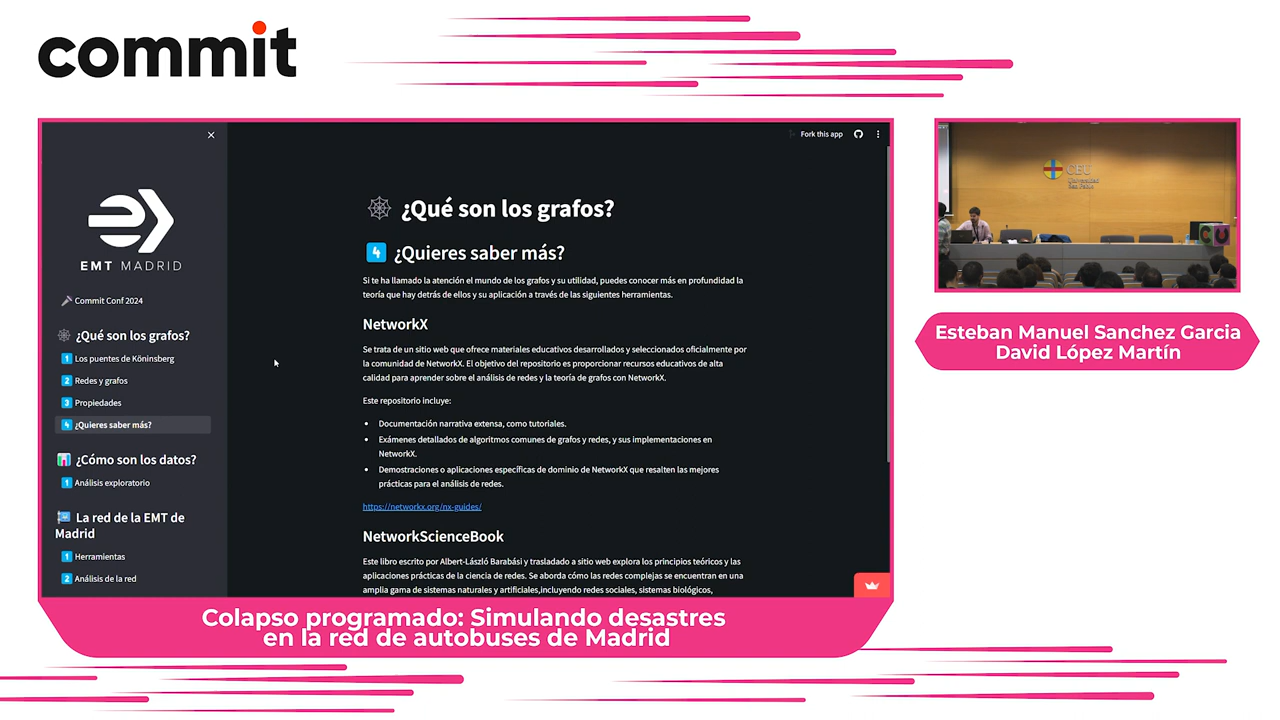 commit
Fork this app
EMT MADRID
Commit Conf 2024
¿Qué son los grafos?
1 Los puentes de Köninsberg
2 Redes y grafos
3 Propiedades
4 ¿Quieres saber más?
¿Cómo son los datos?
1 Análisis exploratorio
La red de la EMT de
Madrid
1 Herramientas
2 Análisis de la red
¿Qué son los grafos?
4 ¿Quieres saber más?
Si te ha llamado la atención el mundo de los grafos y su utilidad, puedes conocer más en profundidad la
teoría que hay detrás de ellos y su aplicación a través de las siguientes herramientas.
NetworkX
Se trata de un sitio web que ofrece materiales educativos desarrollados y seleccionados oficialmente por
la comunidad de NetworkX. El objetivo del repositorio es proporcionar recursos educativos de alta
calidad para aprender sobre el análisis de redes y la teoría de grafos con NetworkX.
Este repositorio incluye:
• Documentación narrativa extensa, como tutoriales.
• Exámenes detallados de algoritmos comunes de grafos y redes, y sus implementaciones en
NetworkX.
• Demostraciones o aplicaciones específicas de dominio de NetworkX que resalten las mejores
prácticas para el análisis de redes.
https://networkx.org/nx-guides/
NetworkScienceBook
Este libro escrito por Albert-László Barabási y trasladado a sitio web explora los principios teóricos y las
aplicaciones prácticas de la ciencia de redes. Se aborda cómo las redes complejas se encuentran en una
amplia gama de sistemas naturales y artificiales,incluyendo redes sociales, sistemas biológicos,
CEU
Universidad
San Pablo
CU
Esteban Manuel Sanchez Garcia
David López Martín
Colapso programado: Simulando desastres
en la red de autobuses de Madrid